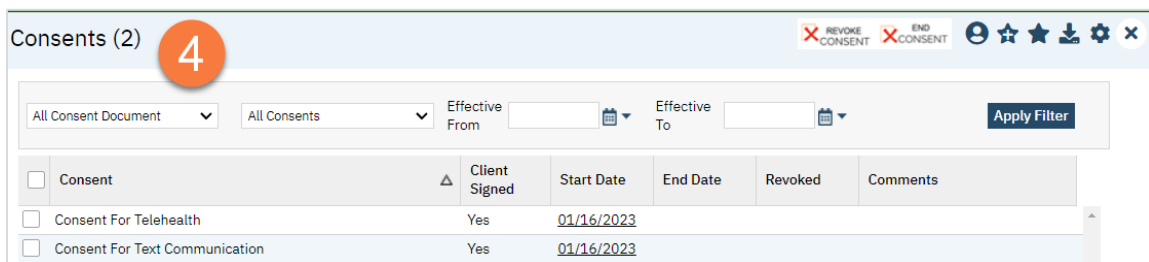 Consents (2)
4
REVOKE CONSENT
END CONSENT
All Consent Document
All Consents
Effective From
Effective To
Apply Filter
Consent Client Signed Start Date End Date Revoked Comments
Consent For Telehealth Yes 01/16/2023
Consent For Text Communication Yes 01/16/2023